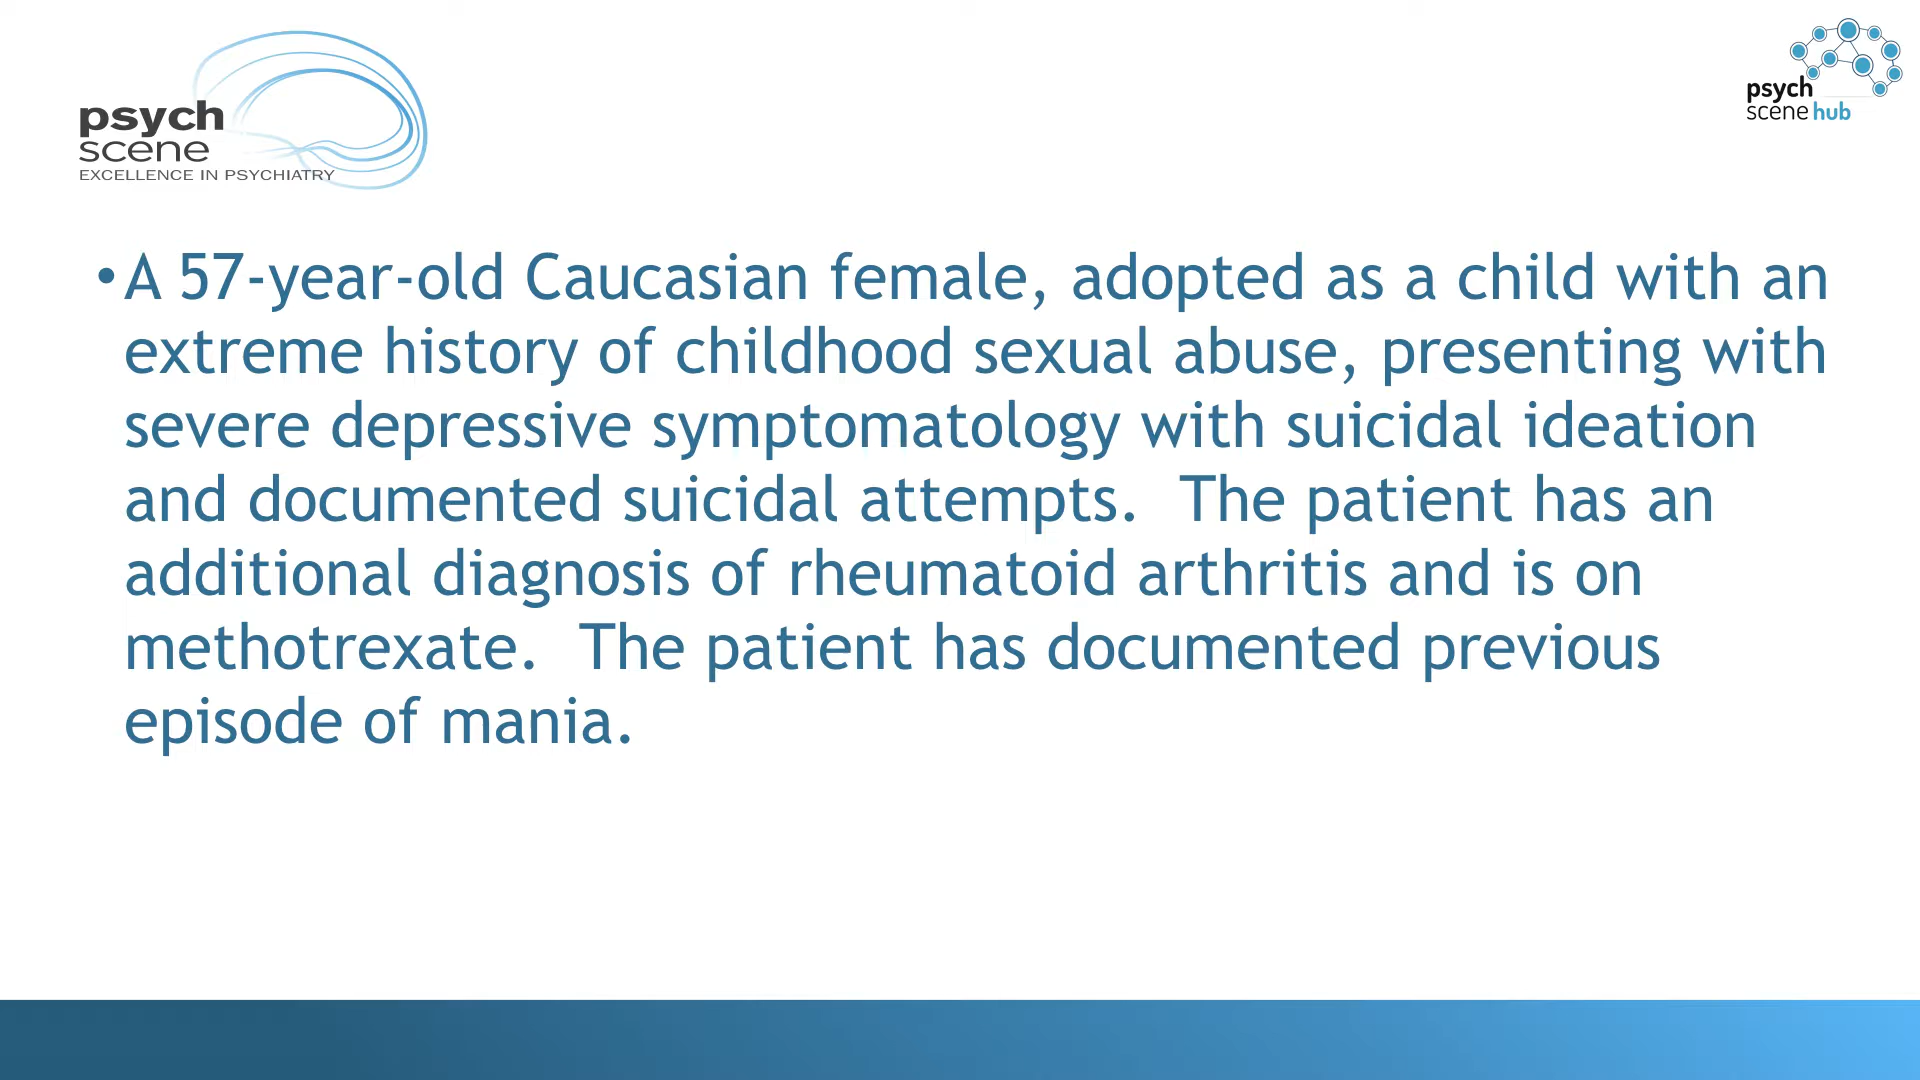 psych
scene
EXCELLENCE IN PSYCHIATRY
psych
scene hub
•A 57-year-old Caucasian female, adopted as a child with an
extreme history of childhood sexual abuse, presenting with
severe depressive symptomatology with suicidal ideation
and documented suicidal attempts.  The patient has an
additional diagnosis of rheumatoid arthritis and is on
methotrexate.  The patient has documented previous
episode of mania.